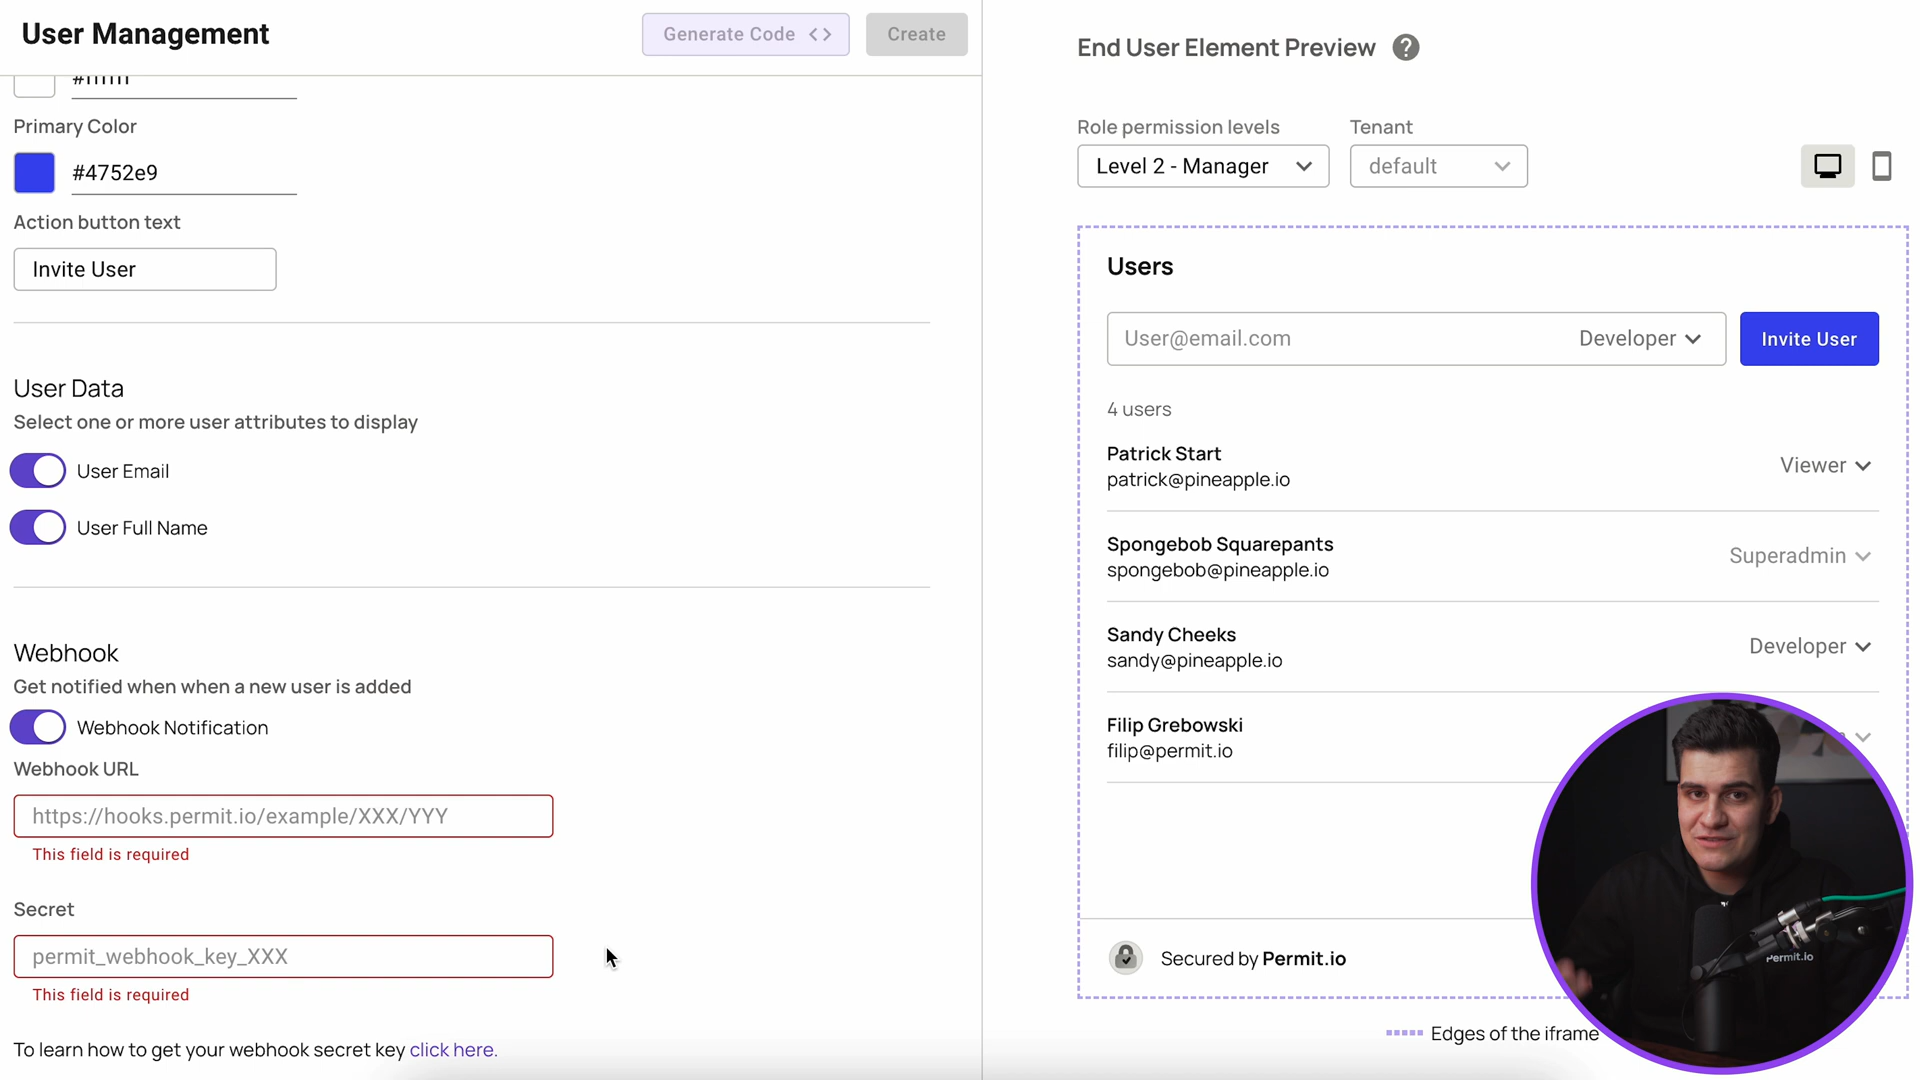 User Management
Generate Code <>
Create
#ffffff
Primary Color
#4752e9
Action button text
Invite User
User Data
Select one or more user attributes to display
User Email
User Full Name
Webhook
Get notified when when a new user is added
Webhook Notification
Webhook URL
https://hooks.permit.io/example/XXX/YYY
This field is required
Secret
permit_webhook_key_XXX
This field is required
To learn how to get your webhook secret key click here.
End User Element Preview ?
Role permission levels
Tenant
Level 2 - Manager
default
Users
User@email.com
Developer
Invite User
4 users
Patrick Start
patrick@pineapple.io
Viewer
Spongebob Squarepants
spongebob@pineapple.io
Superadmin
Sandy Cheeks
sandy@pineapple.io
Developer
Filip Grebowski
filip@permit.io
Secured by Permit.io
Edges of the iframe
Permit.io